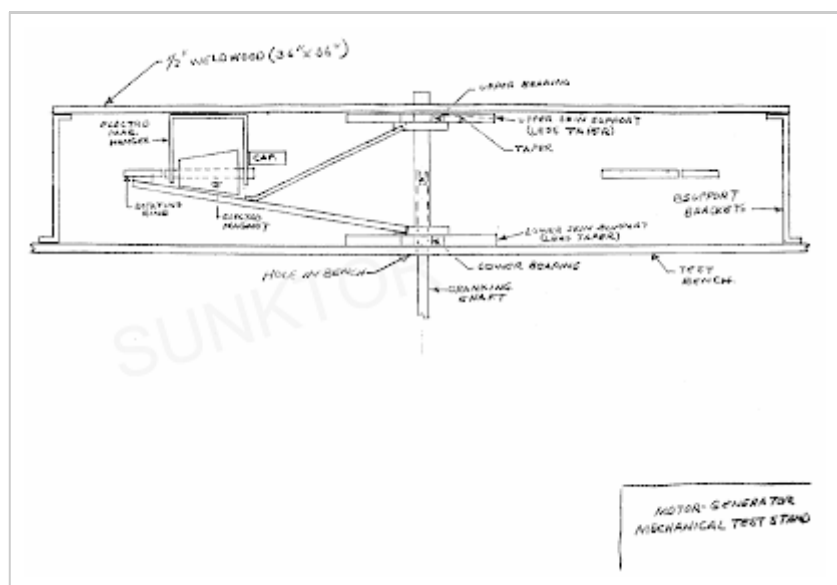 1/2" WELDWOOD (36" X 36")
UPPER BEARING
ELECTRO
MAG.
HANGER
UPPER SKIN SUPPORT
(LESS TAPER)
TAPER
CAP.
SUPPORT
BRACKETS
RING
ELECTRO
MAGNET
LOWER SKIN SUPPORT
(LESS TAPER)
HOLE IN BENCH
LOWER BEARING
TEST
BENCH
CRANKING
SHAFT
SUNKTOR
MOTOR-GENERATOR
MECHANICAL TEST STAND